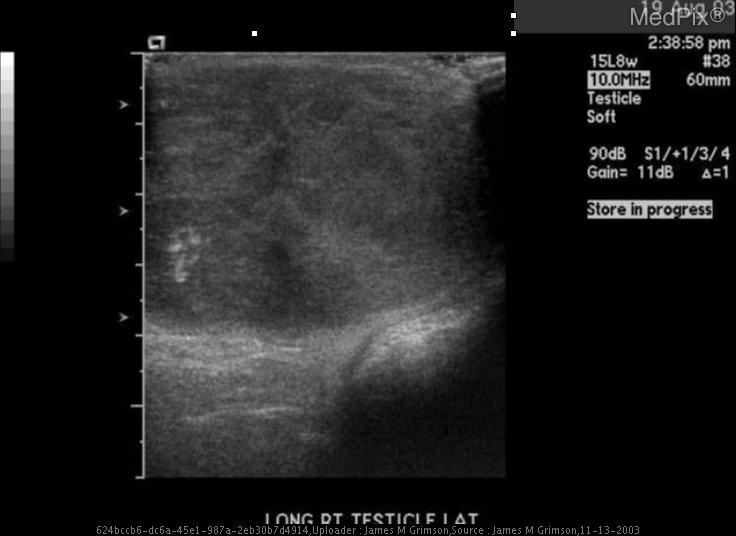 19 Aug 03
MedPix®
2:38:58 pm
15L8w #38
10.0MHz 60mm
Testicle
Soft
90dB S1/+1/3/4
Gain= 11dB Δ=1
Store in progress
LONG RT TESTICLE LAT
624bccb6-dc6a-45e1-987a-2eb30b7d4914,Uploader : James M Grimson,Source : James M Grimson,11-13-2003